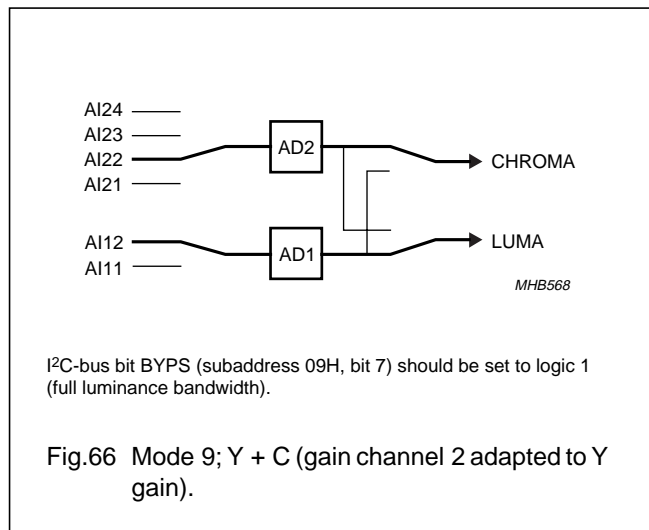 AI24
AI23
AI22
AI21
AD2
CHROMA
AI12
AI11
AD1
LUMA
MHB568
I²C-bus bit BYPS (subaddress 09H, bit 7) should be set to logic 1
(full luminance bandwidth).
Fig.66 Mode 9; Y + C (gain channel 2 adapted to Y
gain).